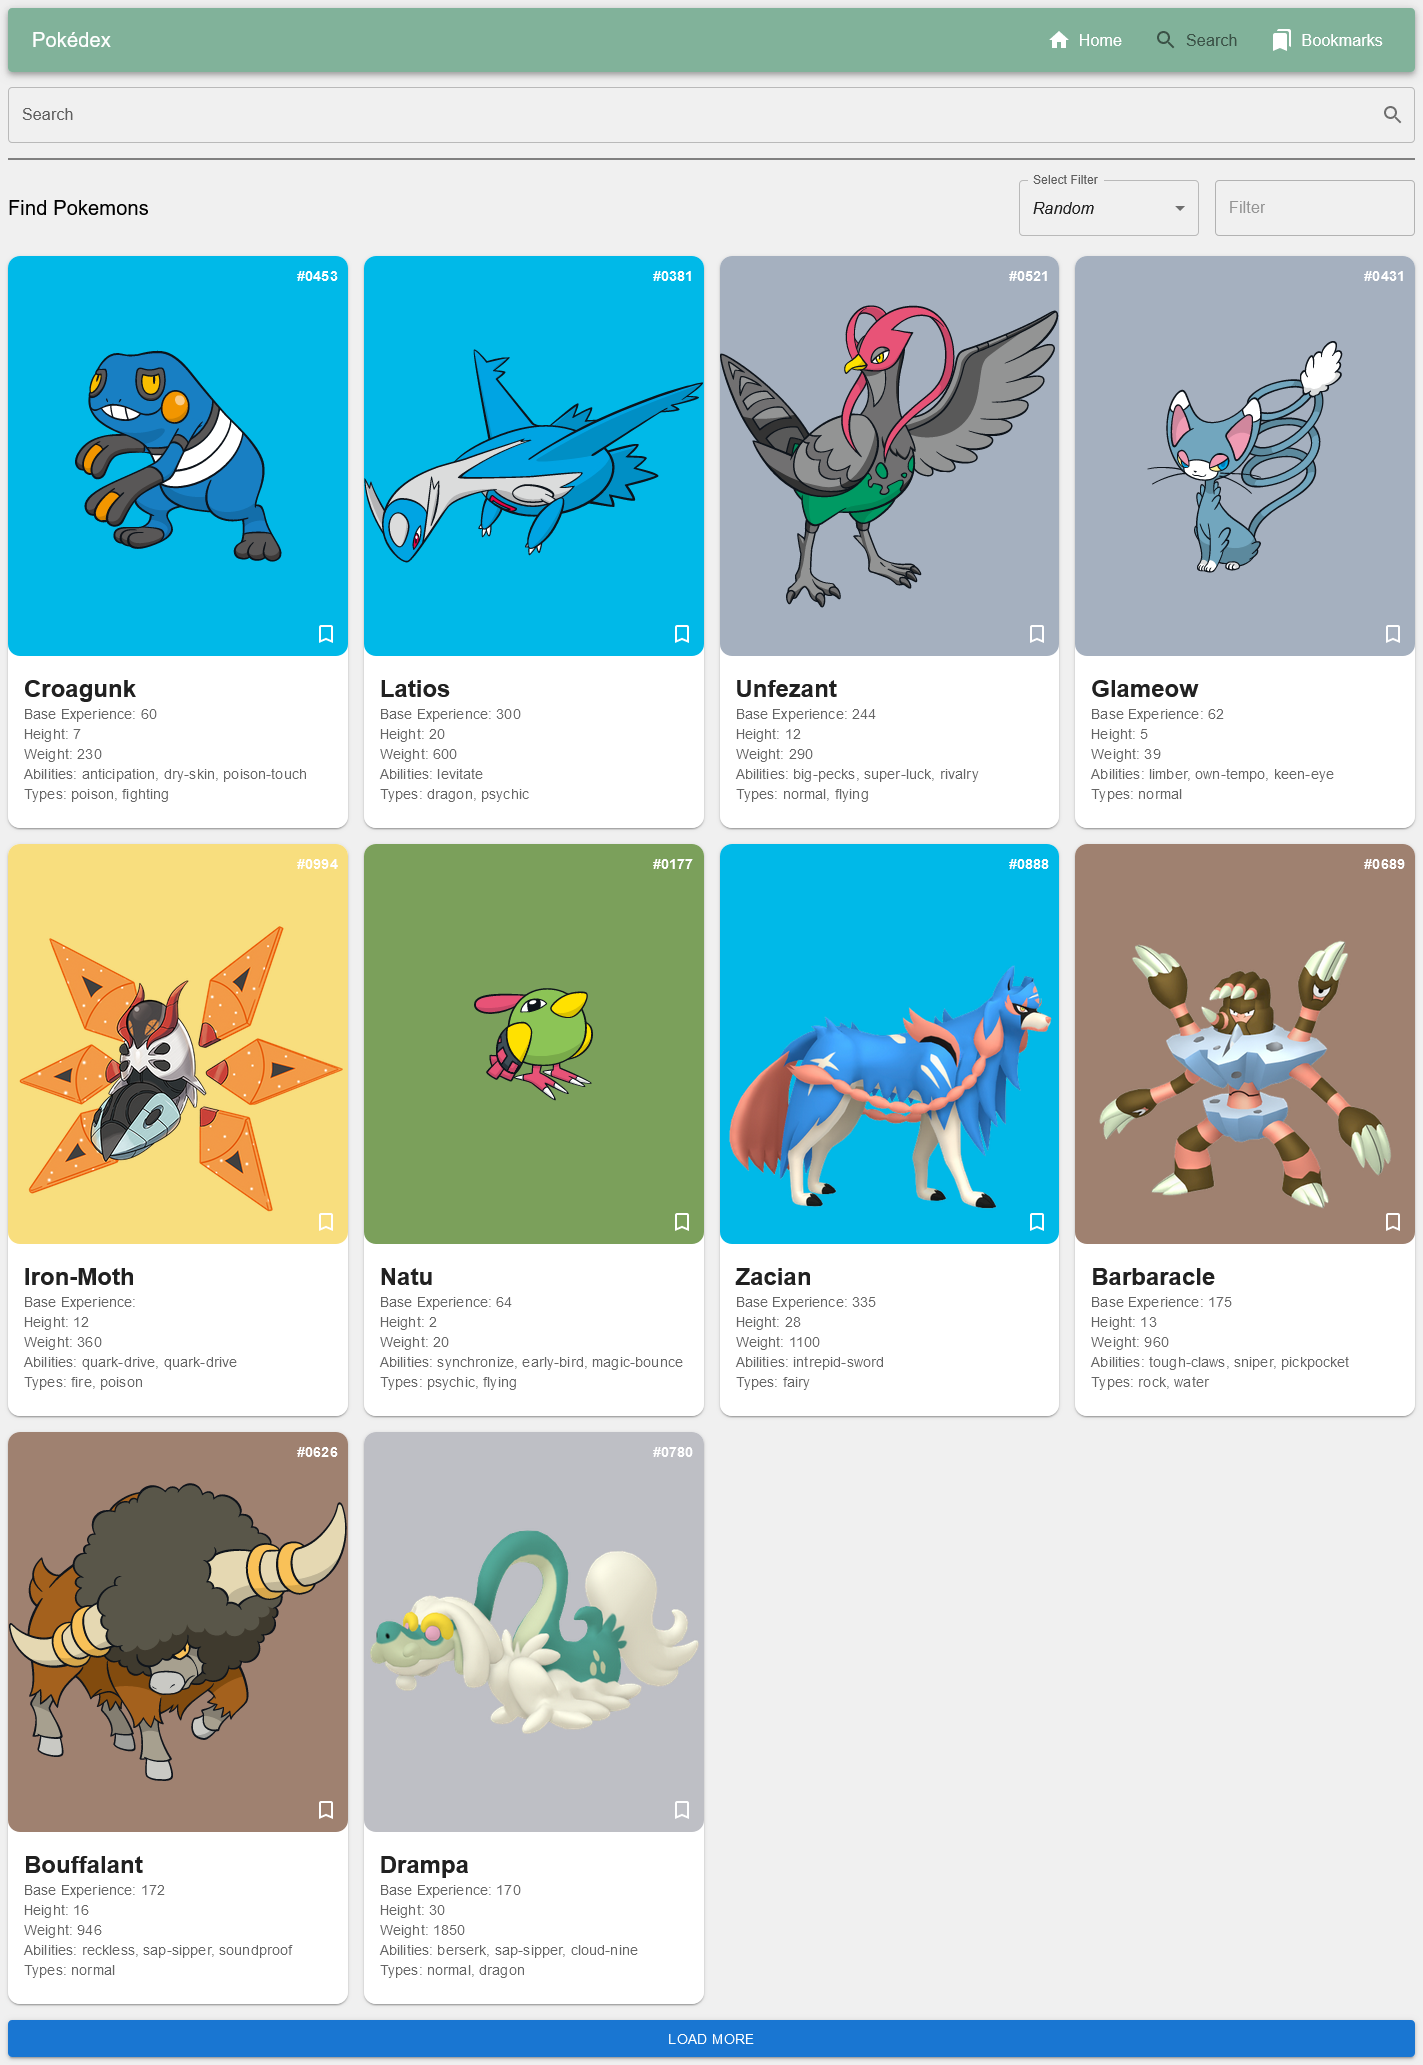 Pokédex
Home
Search
Bookmarks
Search
Find Pokemons
Select Filter
Random
Filter
#0453
Croagunk
Base Experience: 60
Height: 7
Weight: 230
Abilities: anticipation, dry-skin, poison-touch
Types: poison, fighting
#0381
Latios
Base Experience: 300
Height: 20
Weight: 600
Abilities: levitate
Types: dragon, psychic
#0521
Unfezant
Base Experience: 244
Height: 12
Weight: 290
Abilities: big-pecks, super-luck, rivalry
Types: normal, flying
#0431
Glameow
Base Experience: 62
Height: 5
Weight: 39
Abilities: limber, own-tempo, keen-eye
Types: normal
#0994
Iron-Moth
Base Experience:
Height: 12
Weight: 360
Abilities: quark-drive, quark-drive
Types: fire, poison
#0177
Natu
Base Experience: 64
Height: 2
Weight: 20
Abilities: synchronize, early-bird, magic-bounce
Types: psychic, flying
#0888
Zacian
Base Experience: 335
Height: 28
Weight: 1100
Abilities: intrepid-sword
Types: fairy
#0689
Barbaracle
Base Experience: 175
Height: 13
Weight: 960
Abilities: tough-claws, sniper, pickpocket
Types: rock, water
#0626
Bouffalant
Base Experience: 172
Height: 16
Weight: 946
Abilities: reckless, sap-sipper, soundproof
Types: normal
#0780
Drampa
Base Experience: 170
Height: 30
Weight: 1850
Abilities: berserk, sap-sipper, cloud-nine
Types: normal, dragon
LOAD MORE